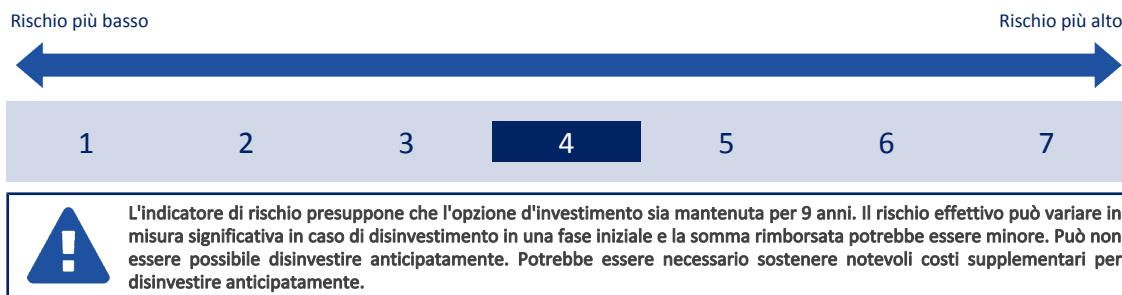 Rischio più basso Rischio più alto
1 2 3 4 5 6 7
L'indicatore di rischio presuppone che l'opzione d'investimento sia mantenuta per 9 anni. Il rischio effettivo può variare in
misura significativa in caso di disinvestimento in una fase iniziale e la somma rimborsata potrebbe essere minore. Può non
essere possibile disinvestire anticipatamente. Potrebbe essere necessario sostenere notevoli costi supplementari per
disinvestire anticipatamente.